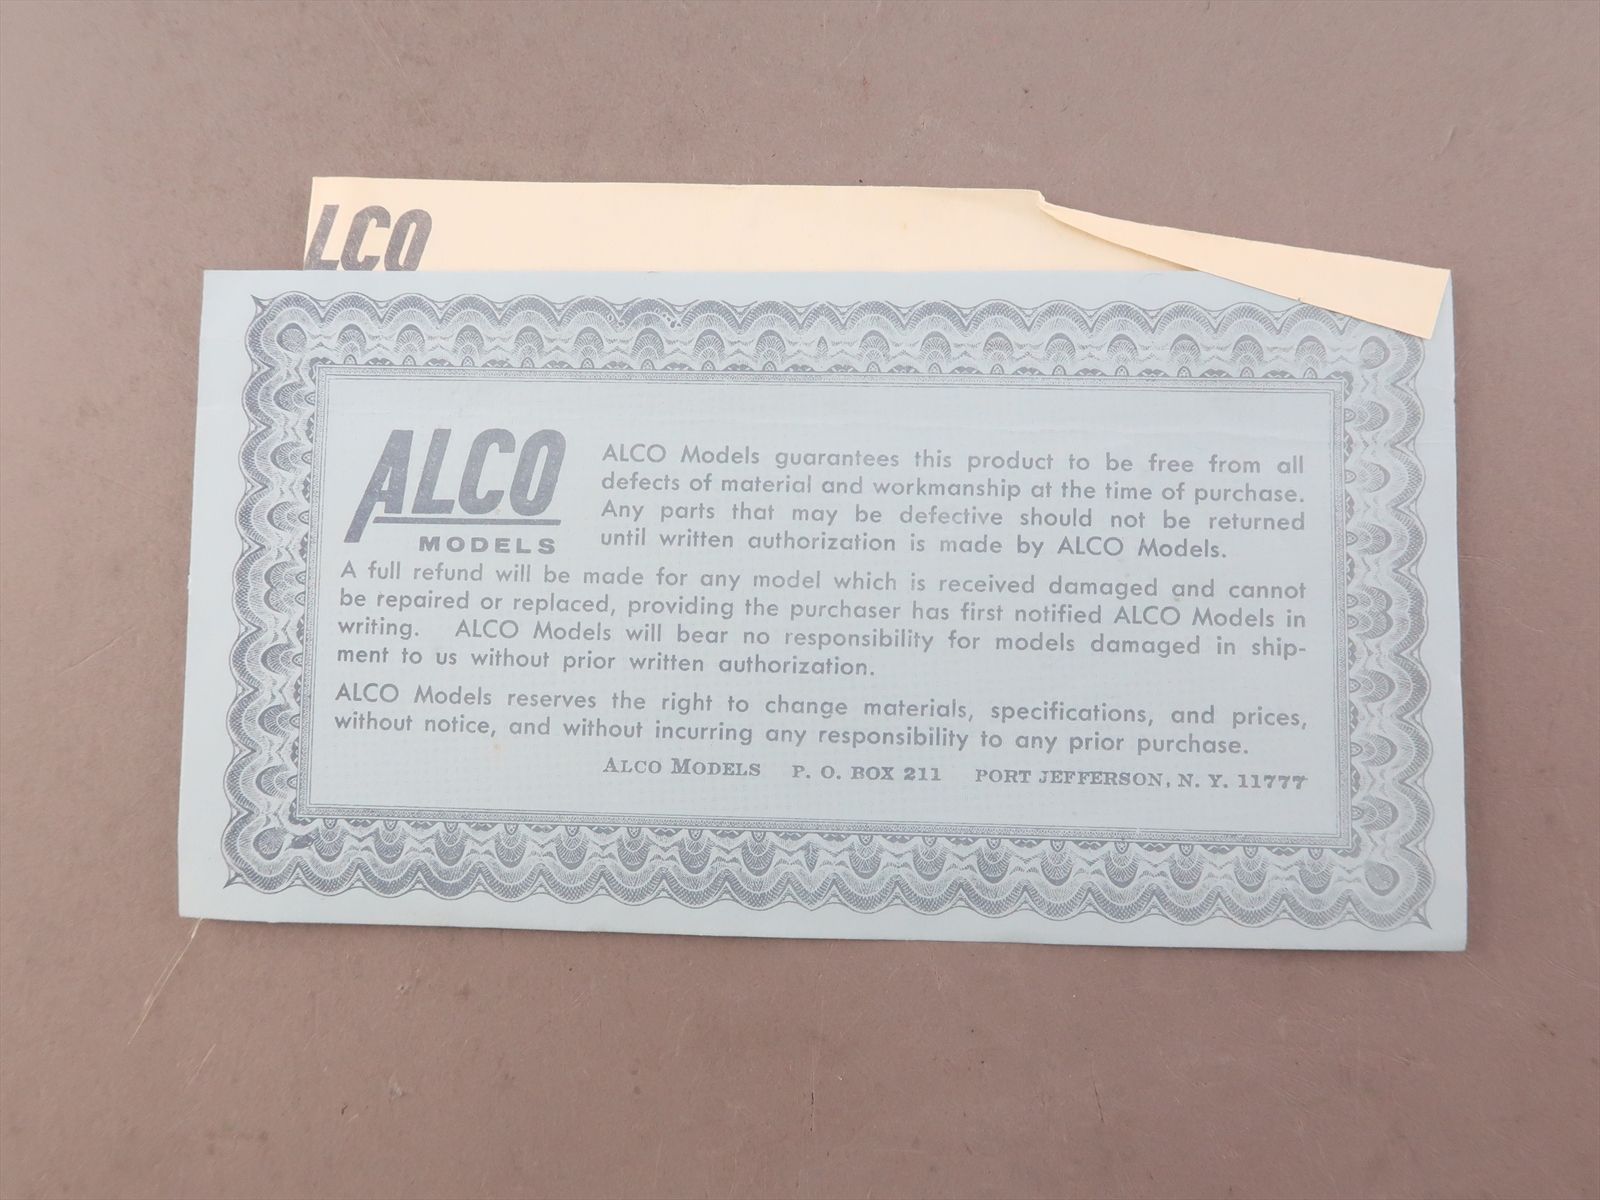 LCO
ALCO
MODELS
ALCO Models guarantees this product to be free from all
defects of material and workmanship at the time of purchase.
Any parts that may be defective should not be returned
until written authorization is made by ALCO Models.
A full refund will be made for any model which is received damaged and cannot
be repaired or replaced, providing the purchaser has first notified ALCO Models in
writing. ALCO Models will bear no responsibility for models damaged in ship-
ment to us without prior written authorization.
ALCO Models reserves the right to change materials, specifications, and prices,
without notice, and without incurring any responsibility to any prior purchase.
ALCO MODELS P. O. BOX 211 PORT JEFFERSON, N. Y. 11777